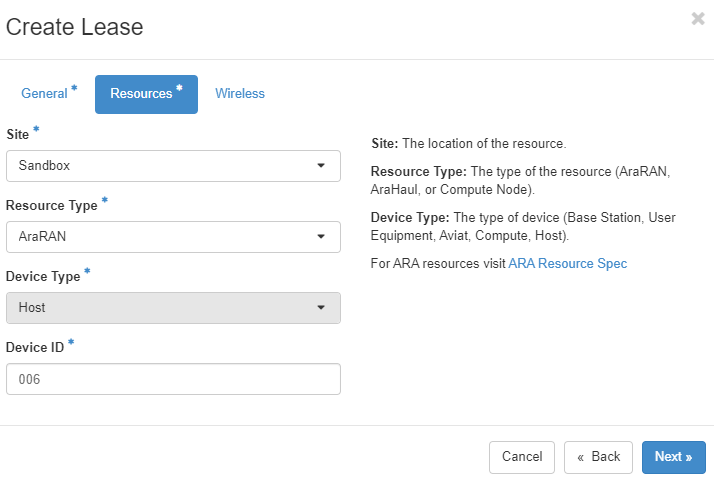 Create Lease
×
General *
Resources *
Wireless
Site *
Sandbox
Resource Type *
AraRAN
Device Type *
Host
Device ID *
006
Site: The location of the resource.
Resource Type: The type of the resource (AraRAN,
AraHaul, or Compute Node).
Device Type: The type of device (Base Station, User
Equipment, Aviat, Compute, Host).
For ARA resources visit ARA Resource Spec
Cancel
« Back
Next »